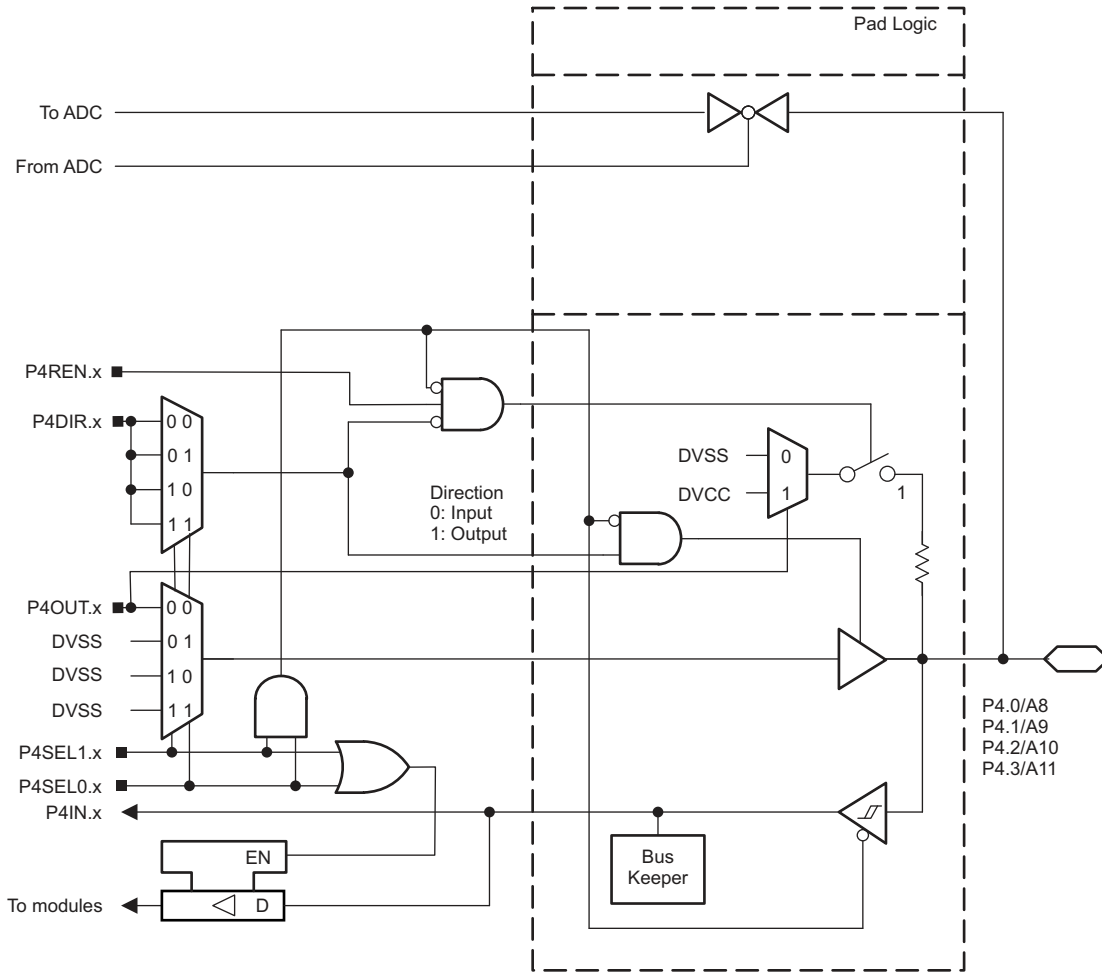 Pad Logic
To ADC
From ADC
P4REN.x
P4DIR.x
0 0
0 1
1 0
1 1
Direction
0: Input
1: Output
DVSS
DVCC
0
1
1
P4OUT.x
DVSS
DVSS
DVSS
0 0
0 1
1 0
1 1
P4.0/A8
P4.1/A9
P4.2/A10
P4.3/A11
P4SEL1.x
P4SEL0.x
P4IN.x
Bus
Keeper
EN
D
To modules